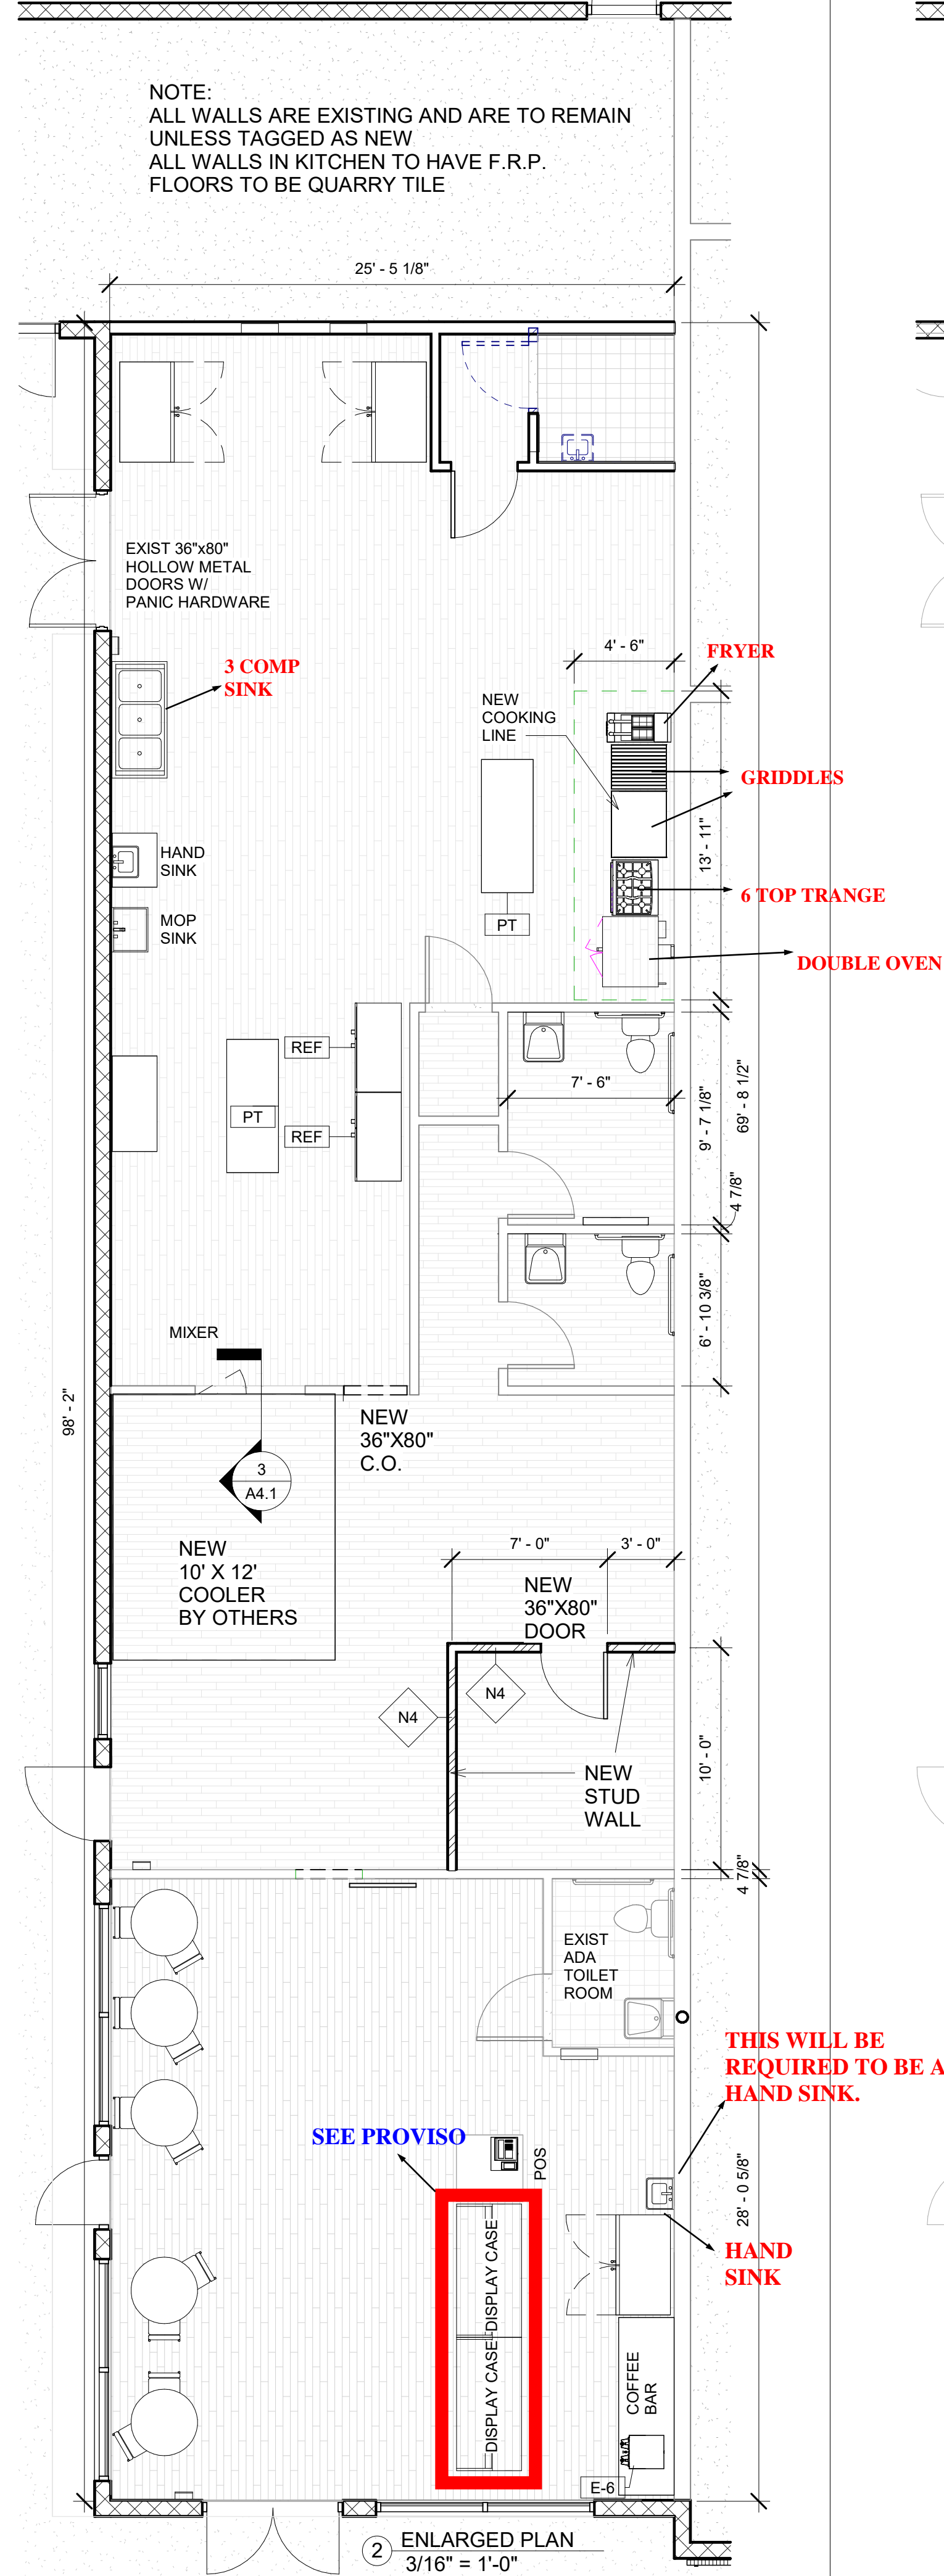 NOTE:
ALL WALLS ARE EXISTING AND ARE TO REMAIN
UNLESS TAGGED AS NEW
ALL WALLS IN KITCHEN TO HAVE F.R.P.
FLOORS TO BE QUARRY TILE
25' - 5 1/8"
EXIST 36"x80"
HOLLOW METAL
DOORS W/
PANIC HARDWARE
3 COMP
SINK
4' - 6"
FRYER
NEW
COOKING
LINE
GRIDDLES
13' - 11"
HAND
SINK
6 TOP TRANGE
MOP
SINK
PT
DOUBLE OVEN
REF
7' - 6"
PT
REF
9' - 7 1/8"
69' - 8 1/2"
4 7/8"
6' - 10 3/8"
MIXER
98' - 2"
NEW
36"X80"
C.O.
3
A4.1
NEW
10' X 12'
COOLER
BY OTHERS
7' - 0"
3' - 0"
NEW
36"X80"
DOOR
N4
N4
NEW
STUD
WALL
10' - 0"
4 7/8"
EXIST
ADA
TOILET
ROOM
THIS WILL BE
REQUIRED TO BE A
HAND SINK.
SEE PROVISO
POS
28' - 0 5/8"
DISPLAY CASE
DISPLAY CASE
HAND
SINK
COFFEE
BAR
E-6
2
ENLARGED PLAN
3/16" = 1'-0"